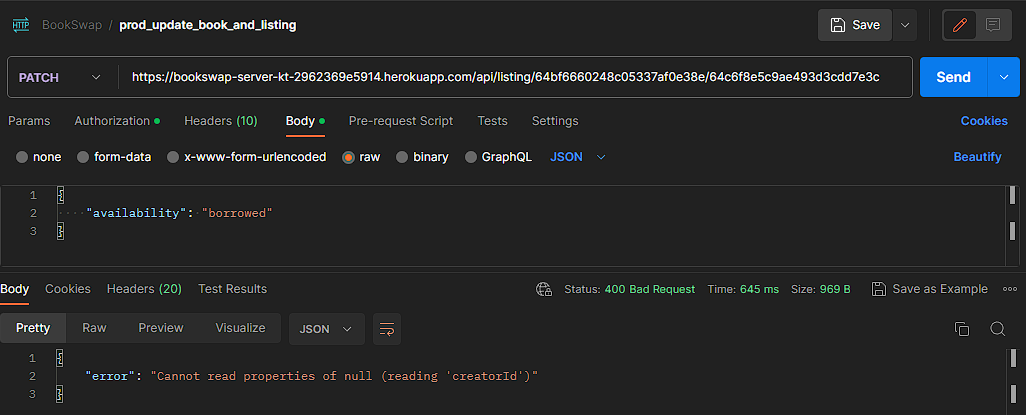 HTTP BookSwap / prod_update_book_and_listing Save
PATCH https://bookswap-server-kt-2962369e5914.herokuapp.com/api/listing/64bf6660248c05337af0e38e/64c6f8e5c9ae493d3cdd7e3c Send
Params Authorization Headers (10) Body Pre-request Script Tests Settings Cookies
none form-data x-www-form-urlencoded raw binary GraphQL JSON Beautify
1 {
2 "availability": "borrowed"
3 }
Body Cookies Headers (20) Test Results Status: 400 Bad Request Time: 645 ms Size: 969 B Save as Example
Pretty Raw Preview Visualize JSON
1 {
2 "error": "Cannot read properties of null (reading 'creatorId')"
3 }